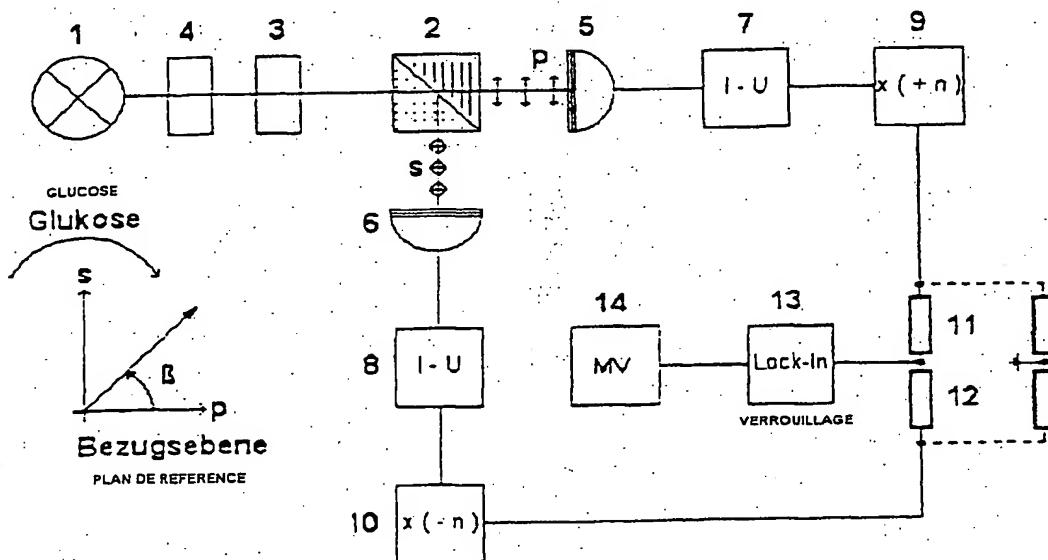 1 4 3 2 5 7 9
p
I - U
x (+ n)
s
GLUCOSE
Glukose
6
s
14 13 11
ß
8 I - U MV Lock-In
12
p
VERROUILLAGE
Bezugsebene
PLAN DE REFERENCE
10 x (- n)